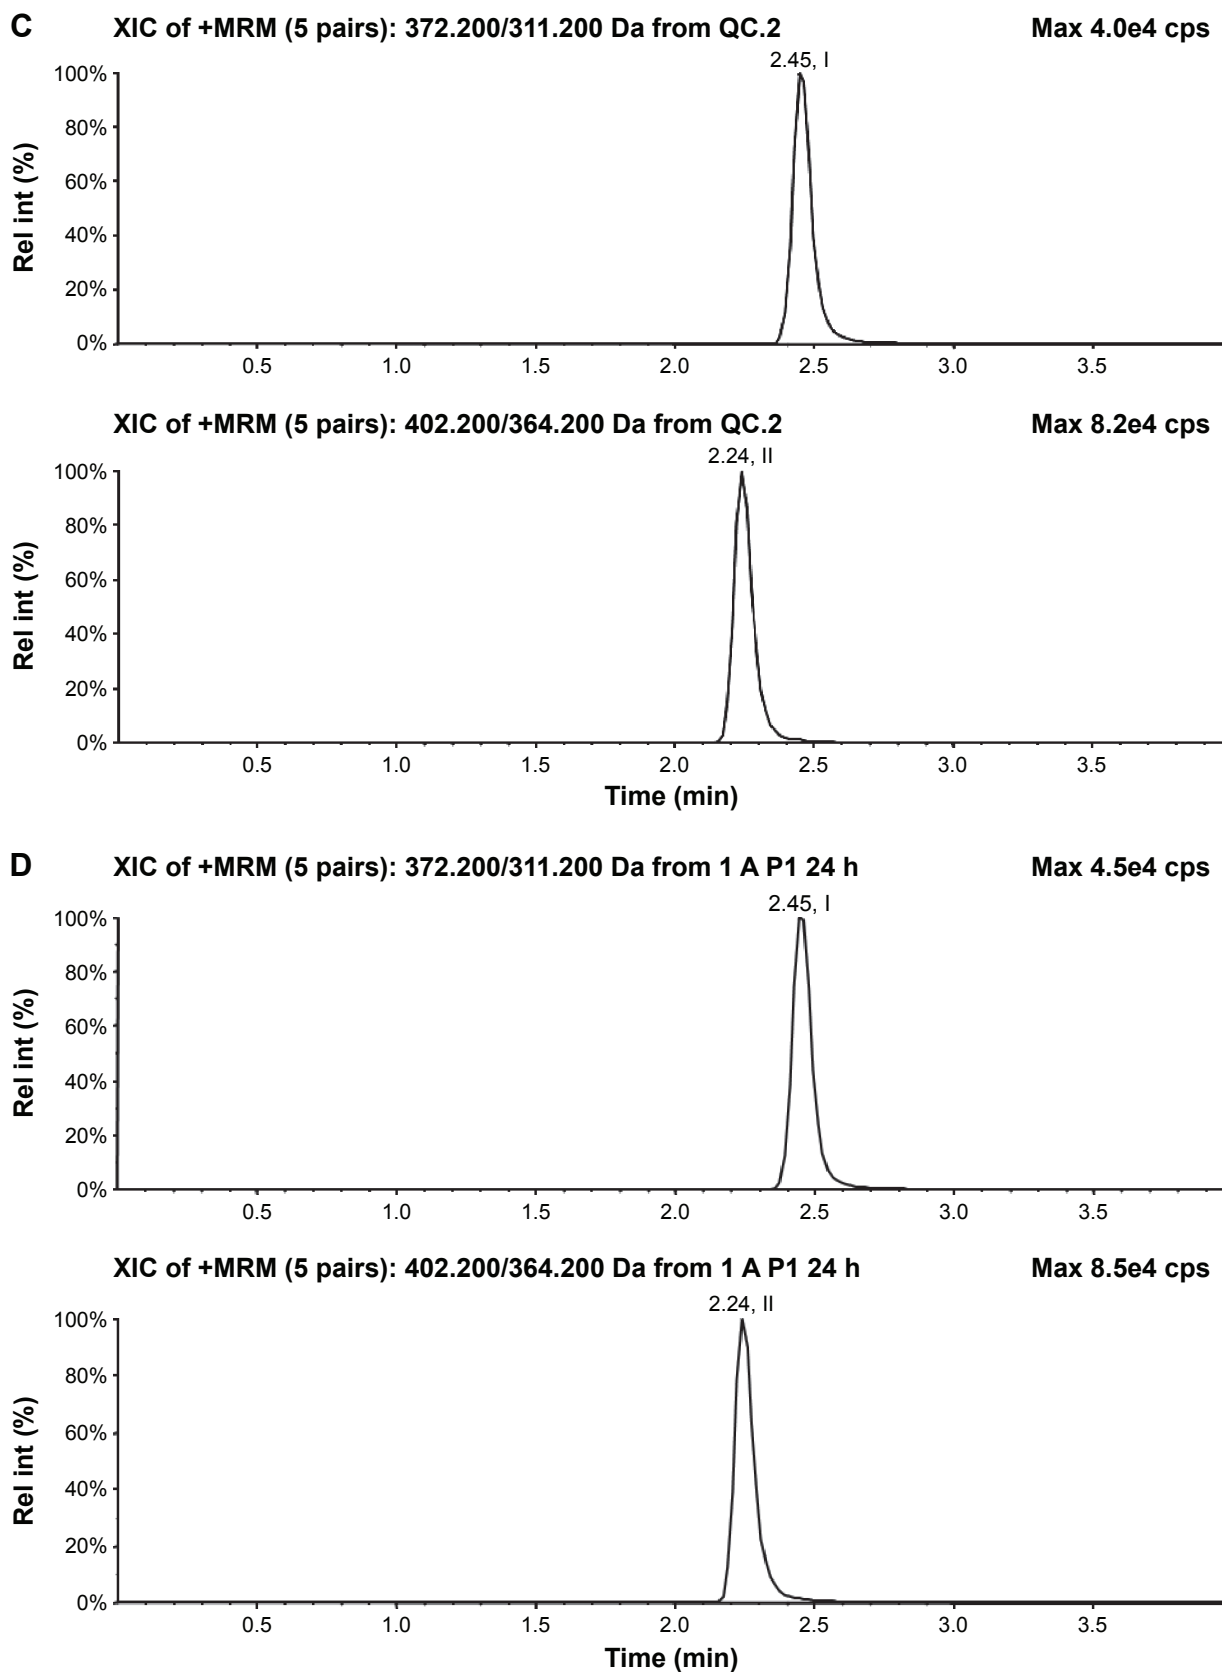 C
XIC of +MRM (5 pairs): 372.200/311.200 Da from QC.2
Max 4.0e4 cps
2.45, I
Rel int (%)
100%
80%
60%
40%
20%
0%
0.5 1.0 1.5 2.0 2.5 3.0 3.5
XIC of +MRM (5 pairs): 402.200/364.200 Da from QC.2
Max 8.2e4 cps
2.24, II
Rel int (%)
100%
80%
60%
40%
20%
0%
0.5 1.0 1.5 2.0 2.5 3.0 3.5
Time (min)
D
XIC of +MRM (5 pairs): 372.200/311.200 Da from 1 A P1 24 h
Max 4.5e4 cps
2.45, I
Rel int (%)
100%
80%
60%
40%
20%
0%
0.5 1.0 1.5 2.0 2.5 3.0 3.5
XIC of +MRM (5 pairs): 402.200/364.200 Da from 1 A P1 24 h
Max 8.5e4 cps
2.24, II
Rel int (%)
100%
80%
60%
40%
20%
0%
0.5 1.0 1.5 2.0 2.5 3.0 3.5
Time (min)